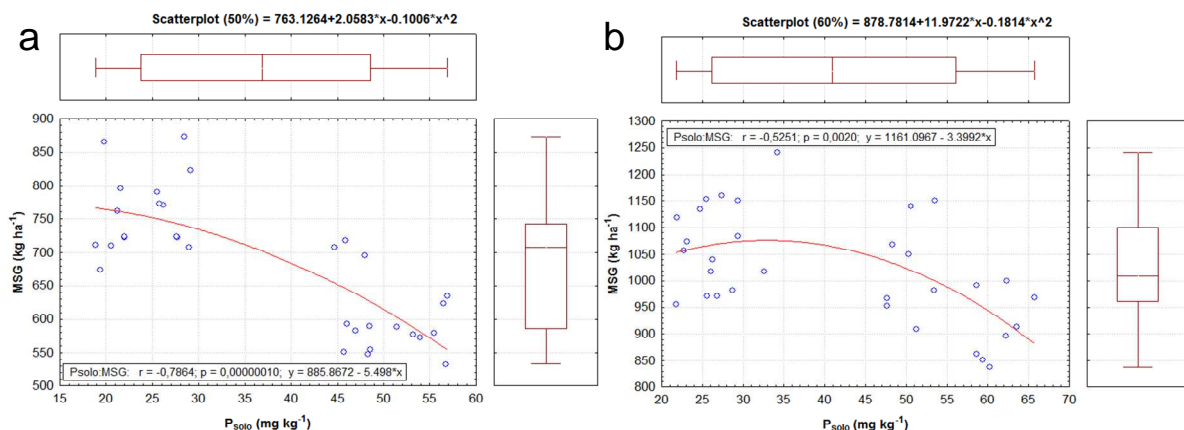 Scatterplot (50%) = 763.1264+2.0583*x-0.1006*x^2
a
900
850
800
750
700
650
600
550
500
MSG (kg ha-1)
Psolo:MSG: r = -0,7864; p = 0,00000010; y = 885.8672 - 5.498*x
15 20 25 30 35 40 45 50 55 60
Psolo (mg kg-1)
Scatterplot (60%) = 878.7814+11.9722*x-0.1814*x^2
b
1300
1250
1200
1150
1100
1050
1000
950
900
850
800
MSG (kg ha-1)
Psolo:MSG: r = -0,5251; p = 0,0020; y = 1161.0967 - 3.3992*x
20 25 30 35 40 45 50 55 60 65 70
Psolo (mg kg-1)